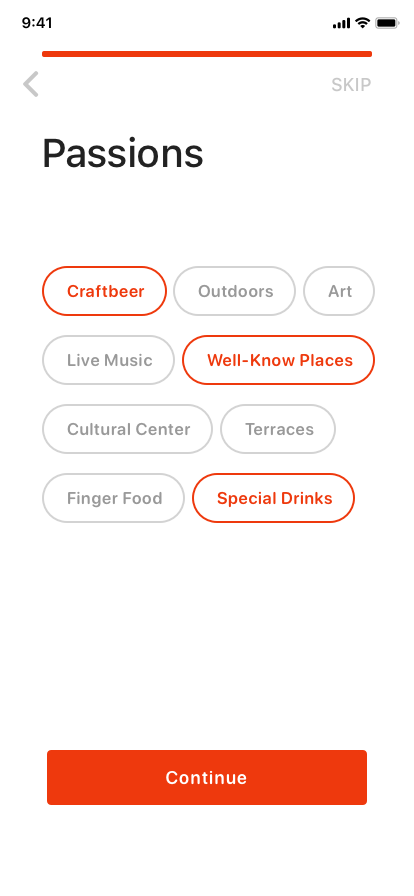 9:41
SKIP
Passions
Craftbeer Outdoors Art
Live Music Well-Know Places
Cultural Center Terraces
Finger Food Special Drinks
Continue